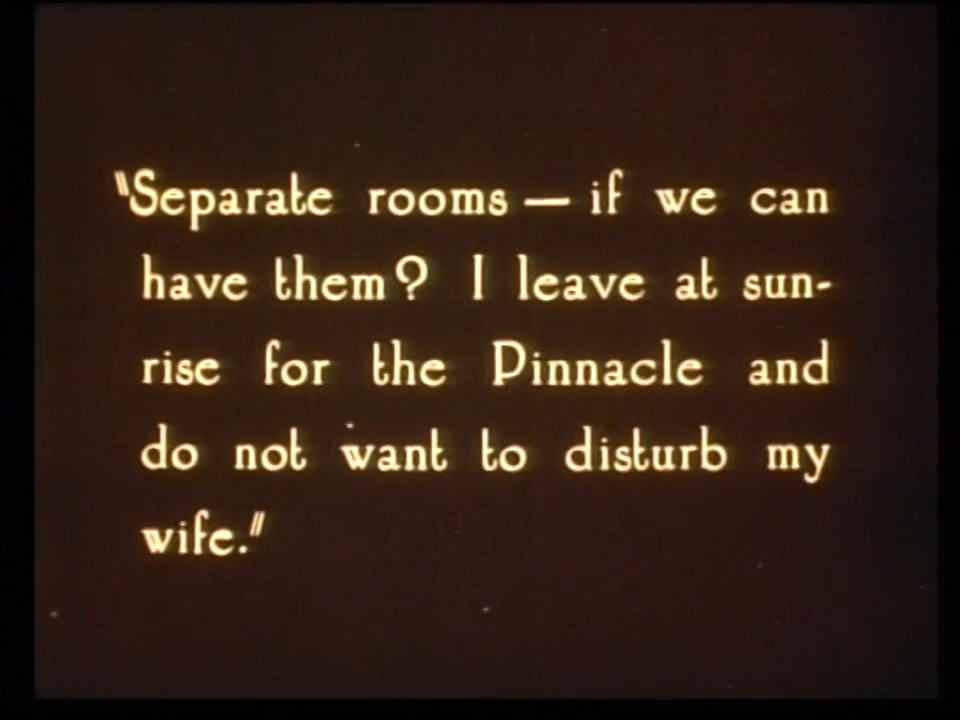 "Separate rooms — if we can
have them? I leave at sun-
rise for the Pinnacle and
do not want to disturb my
wife."